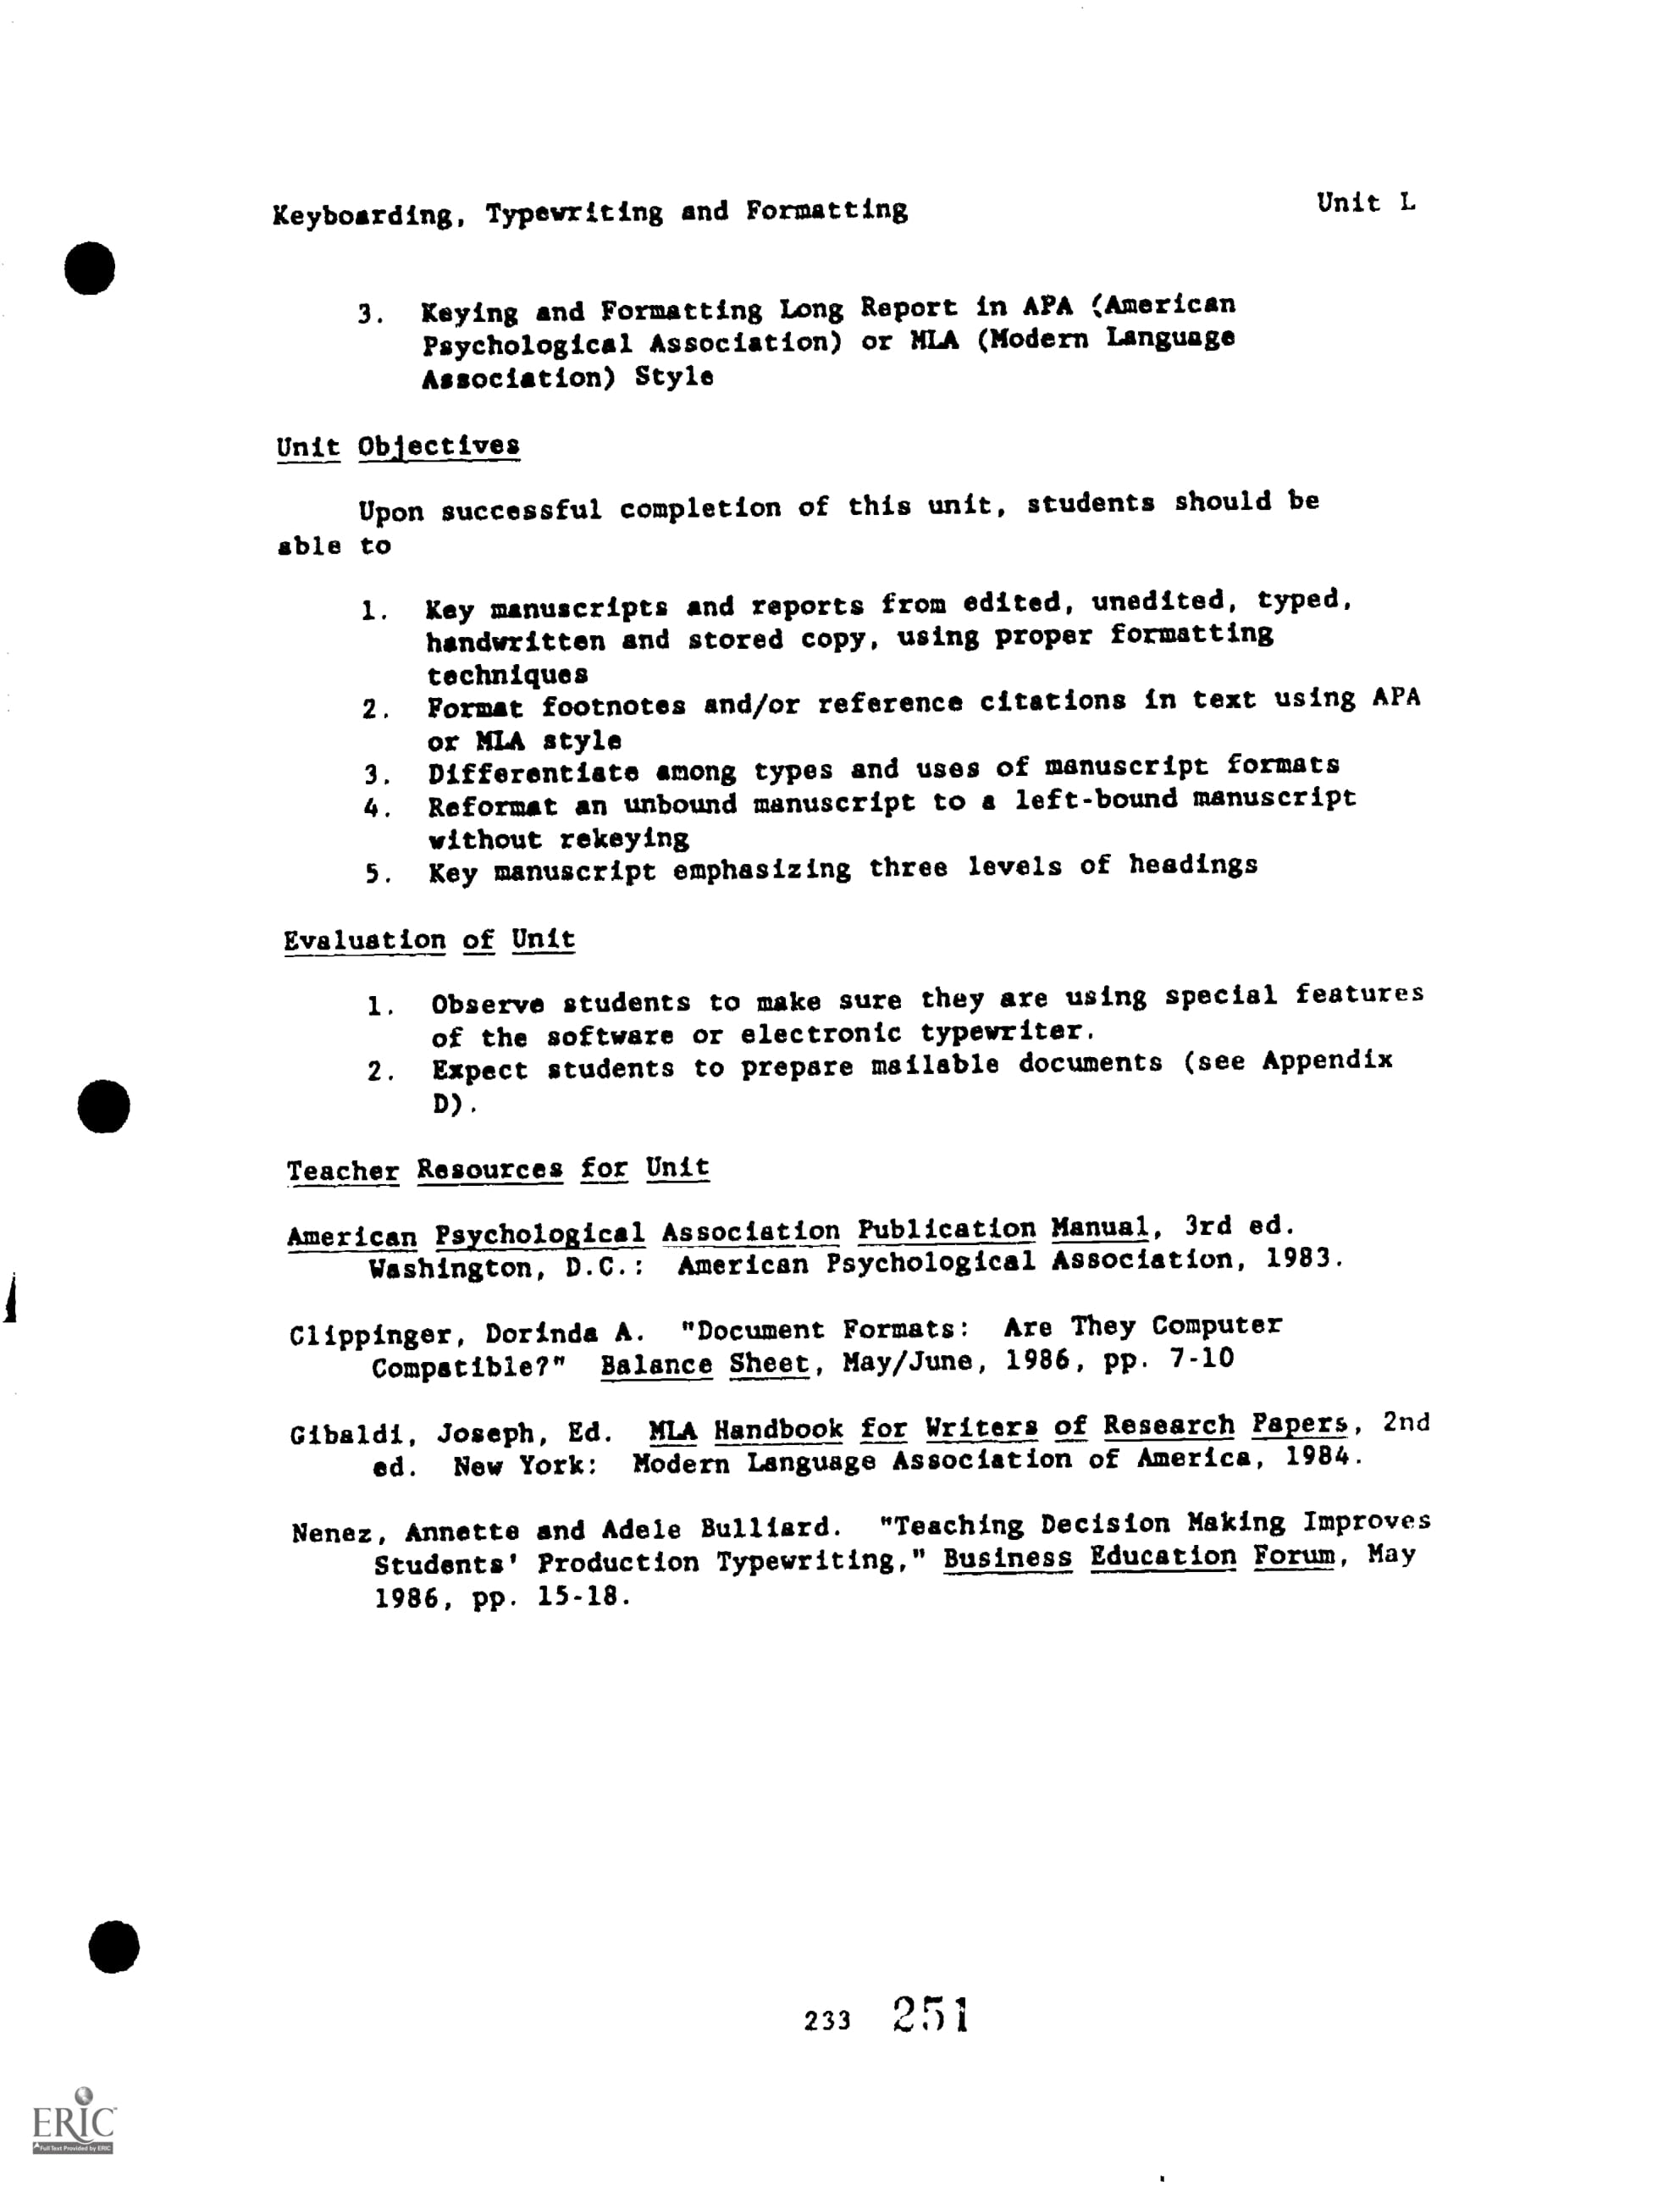 Keyboarding, Typewriting and Formatting Unit L
3. Keying and Formatting Long Report in APA (American
Psychological Association) or MLA (Modern Language
Association) Style
Unit Objectives
Upon successful completion of this unit, students should be
able to
1. Key manuscripts and reports from edited, unedited, typed,
handwritten and stored copy, using proper formatting
techniques
2. Format footnotes and/or reference citations in text using APA
or MLA style
3. Differentiate among types and uses of manuscript formats
4. Reformat an unbound manuscript to a left-bound manuscript
without rekeying
5. Key manuscript emphasizing three levels of headings
Evaluation of Unit
1. Observe students to make sure they are using special features
of the software or electronic typewriter.
2. Expect students to prepare mailable documents (see Appendix
D).
Teacher Resources for Unit
American Psychological Association Publication Manual, 3rd ed.
Washington, D.C.: American Psychological Association, 1983.
Clippinger, Dorinda A. "Document Formats: Are They Computer
Compatible?" Balance Sheet, May/June, 1986, pp. 7-10
Gibaldi, Joseph, Ed. MLA Handbook for Writers of Research Papers, 2nd
ed. New York: Modern Language Association of America, 1984.
Nenez, Annette and Adele Bulliard. "Teaching Decision Making Improves
Students' Production Typewriting," Business Education Forum, May
1986, pp. 15-18.
233 251
ERIC
Full Text Provided by ERIC